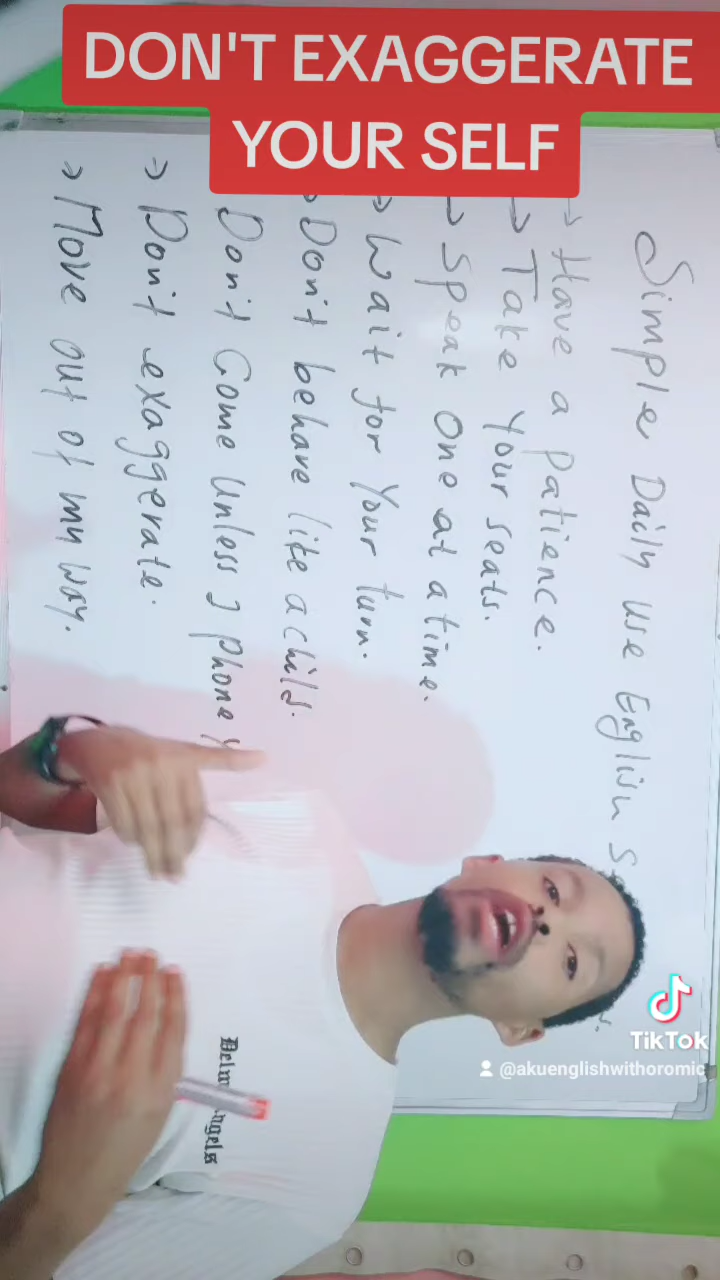 DON'T EXAGGERATE
YOUR SELF
Simple Daily Use English
→ Have a patience.
→ Take Your seats.
→ Speak One at a time.
→ Wait for Your turn.
→ Don't behave like a child.
Don't Come Unless I phone
→ Don't exaggerate.
→ Move out of my way.
TikTok
@akuenglishwithoromic